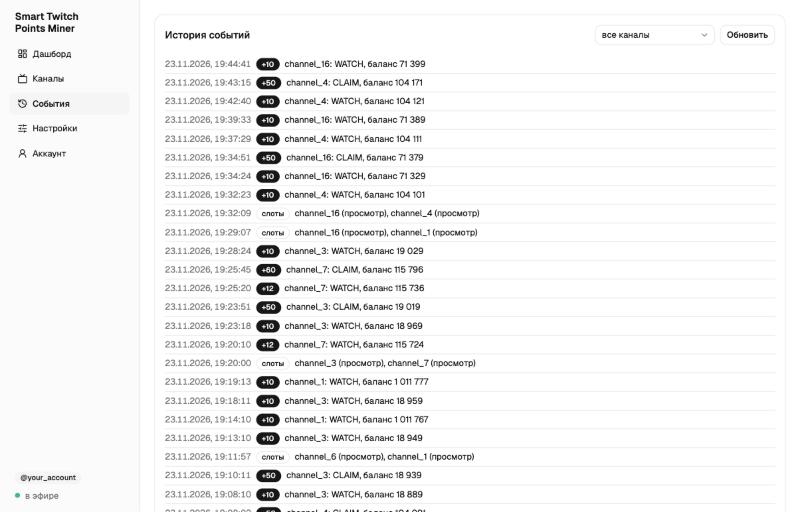 Smart Twitch
Points Miner
Дашборд
Каналы
События
Настройки
Аккаунт
@your_account
в эфире
История событий
все каналы
Обновить
23.11.2026, 19:44:41 +10 channel_16: WATCH, баланс 71 399
23.11.2026, 19:43:15 +50 channel_4: CLAIM, баланс 104 171
23.11.2026, 19:42:40 +10 channel_4: WATCH, баланс 104 121
23.11.2026, 19:39:33 +10 channel_16: WATCH, баланс 71 389
23.11.2026, 19:37:29 +10 channel_4: WATCH, баланс 104 111
23.11.2026, 19:34:51 +50 channel_16: CLAIM, баланс 71 379
23.11.2026, 19:34:24 +10 channel_16: WATCH, баланс 71 329
23.11.2026, 19:32:23 +10 channel_4: WATCH, баланс 104 101
23.11.2026, 19:32:09 слоты channel_16 (просмотр), channel_4 (просмотр)
23.11.2026, 19:29:07 слоты channel_16 (просмотр), channel_1 (просмотр)
23.11.2026, 19:28:24 +10 channel_3: WATCH, баланс 19 029
23.11.2026, 19:25:45 +60 channel_7: CLAIM, баланс 115 796
23.11.2026, 19:25:20 +12 channel_7: WATCH, баланс 115 736
23.11.2026, 19:23:51 +50 channel_3: CLAIM, баланс 19 019
23.11.2026, 19:23:18 +10 channel_3: WATCH, баланс 18 969
23.11.2026, 19:20:10 +12 channel_7: WATCH, баланс 115 724
23.11.2026, 19:20:00 слоты channel_3 (просмотр), channel_7 (просмотр)
23.11.2026, 19:19:13 +10 channel_1: WATCH, баланс 1 011 777
23.11.2026, 19:18:11 +10 channel_3: WATCH, баланс 18 959
23.11.2026, 19:14:10 +10 channel_1: WATCH, баланс 1 011 767
23.11.2026, 19:13:10 +10 channel_3: WATCH, баланс 18 949
23.11.2026, 19:11:57 слоты channel_6 (просмотр), channel_1 (просмотр)
23.11.2026, 19:10:11 +50 channel_3: CLAIM, баланс 18 939
23.11.2026, 19:08:10 +10 channel_3: WATCH, баланс 18 889